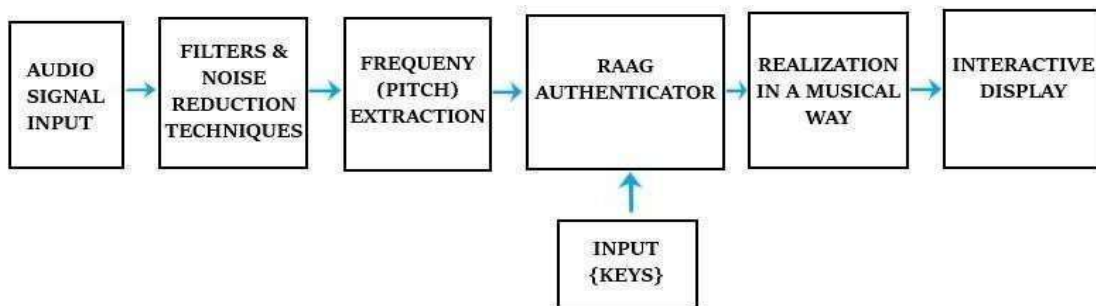 AUDIO
SIGNAL
INPUT
FILTERS &
NOISE
REDUCTION
TECHNIQUES
FREQUENY
(PITCH)
EXTRACTION
RAAG
AUTHENTICATOR
REALIZATION
IN A MUSICAL
WAY
INTERACTIVE
DISPLAY
INPUT
{KEYS}